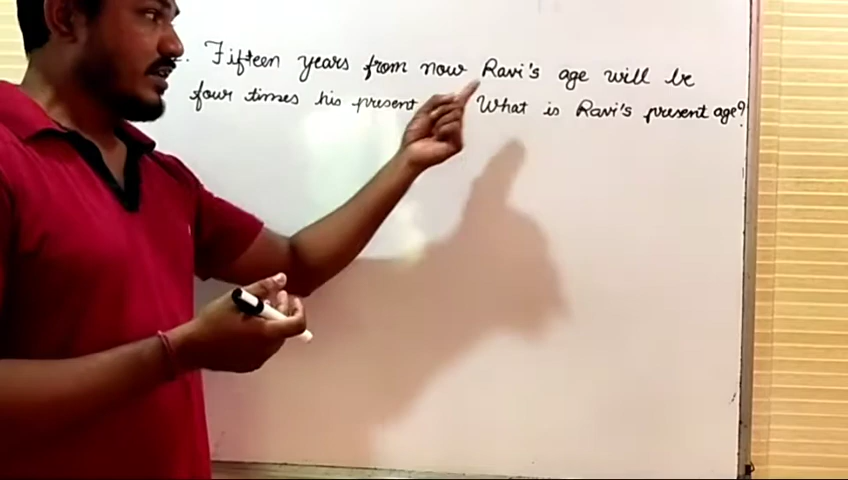 . Fifteen years from now Ravi's age will be
four times his present What is Ravi's present age?